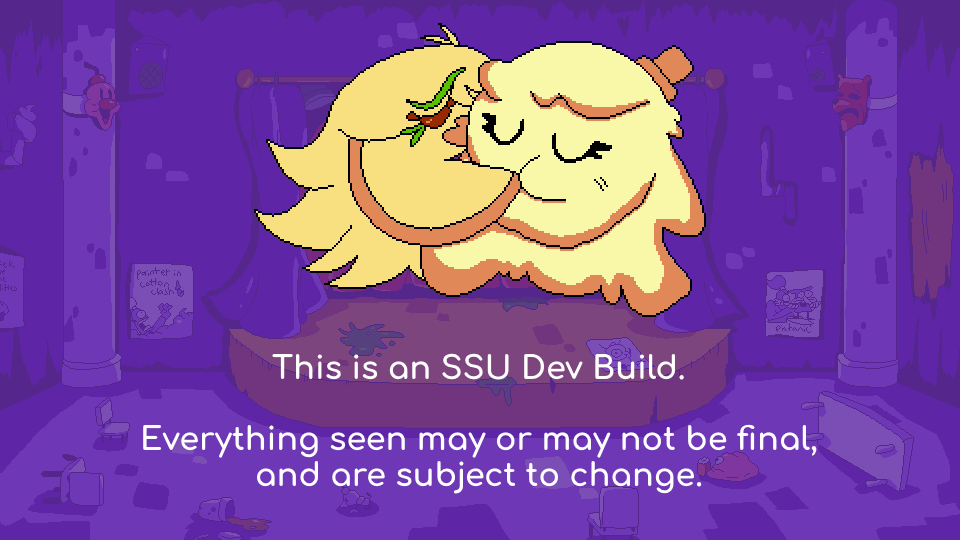 painter in
cotton
clash
This is an SSU Dev Build.
Everything seen may or may not be final,
and are subject to change.